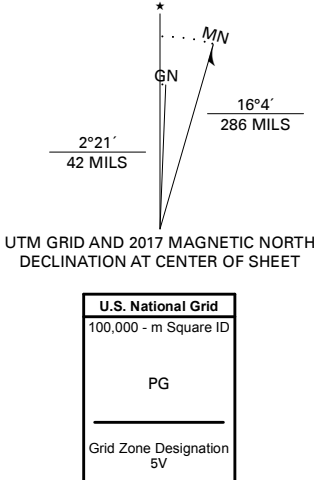 ★
MN
GN
16°4´
286 MILS
2°21´
42 MILS
UTM GRID AND 2017 MAGNETIC NORTH
DECLINATION AT CENTER OF SHEET
U.S. National Grid
100,000 - m Square ID
PG
Grid Zone Designation
5V